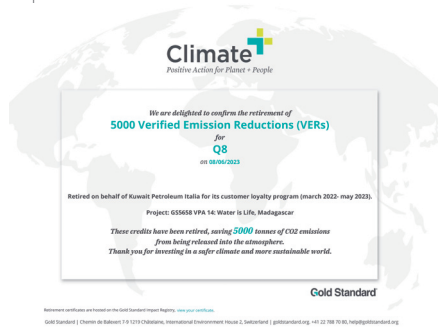 Climate+
Positive Action for Planet + People
We are delighted to confirm the retirement of
5000 Verified Emission Reductions (VERs)
for
Q8
on 08/06/2023
Retired on behalf of Kuwait Petroleum Italia for its customer loyalty program (march 2022- may 2023).
Project: GS5658 VPA 14: Water is Life, Madagascar
These credits have been retired, saving 5000 tonnes of CO2 emissions
from being released into the atmosphere.
Thank you for investing in a safer climate and more sustainable world.
Gold Standard
Retirement certificates are hosted on the Gold Standard Impact Registry, view your certificate.
Gold Standard | Chemin de Balexert 7-9 1219 Châtelaine, International Environment House 2, Switzerland | goldstandard.org, +41 22 788 70 80, help@goldstandard.org